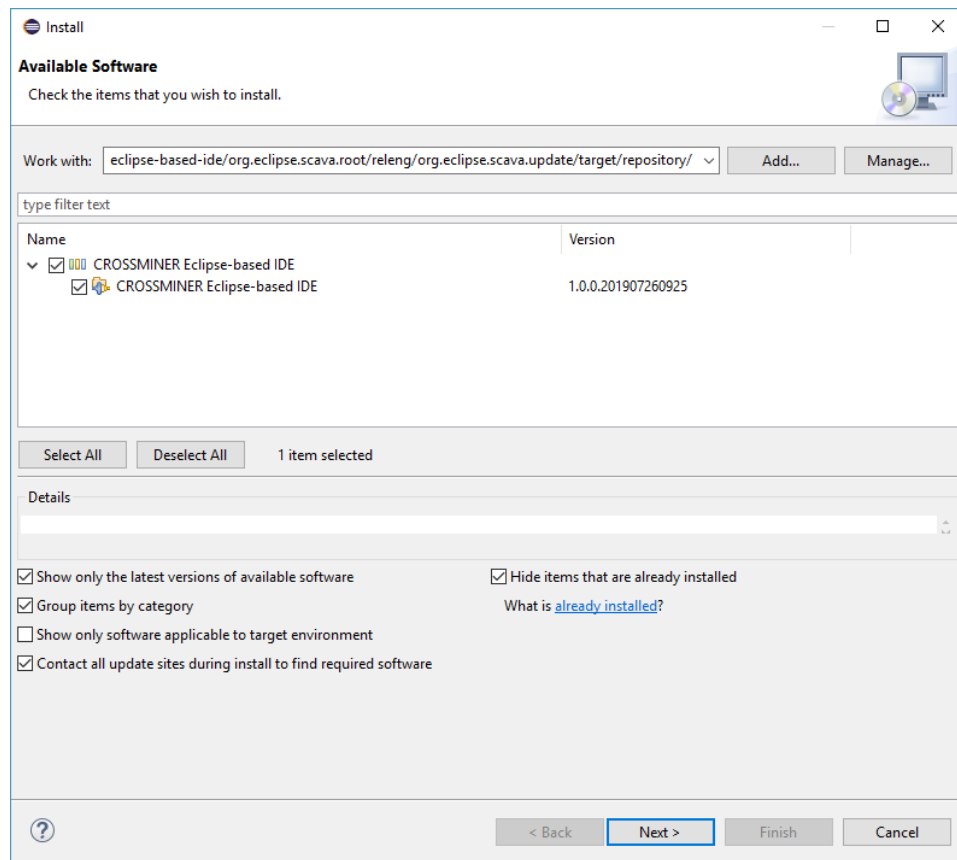 Install
Available Software
Check the items that you wish to install.
Work with: eclipse-based-ide/org.eclipse.scava.root/releng/org.eclipse.scava.update/target/repository/ Add... Manage...
type filter text
Name Version
CROSSMINER Eclipse-based IDE
CROSSMINER Eclipse-based IDE 1.0.0.201907260925
Select All Deselect All 1 item selected
Details
Show only the latest versions of available software Hide items that are already installed
Group items by category What is already installed?
Show only software applicable to target environment
Contact all update sites during install to find required software
? < Back Next > Finish Cancel